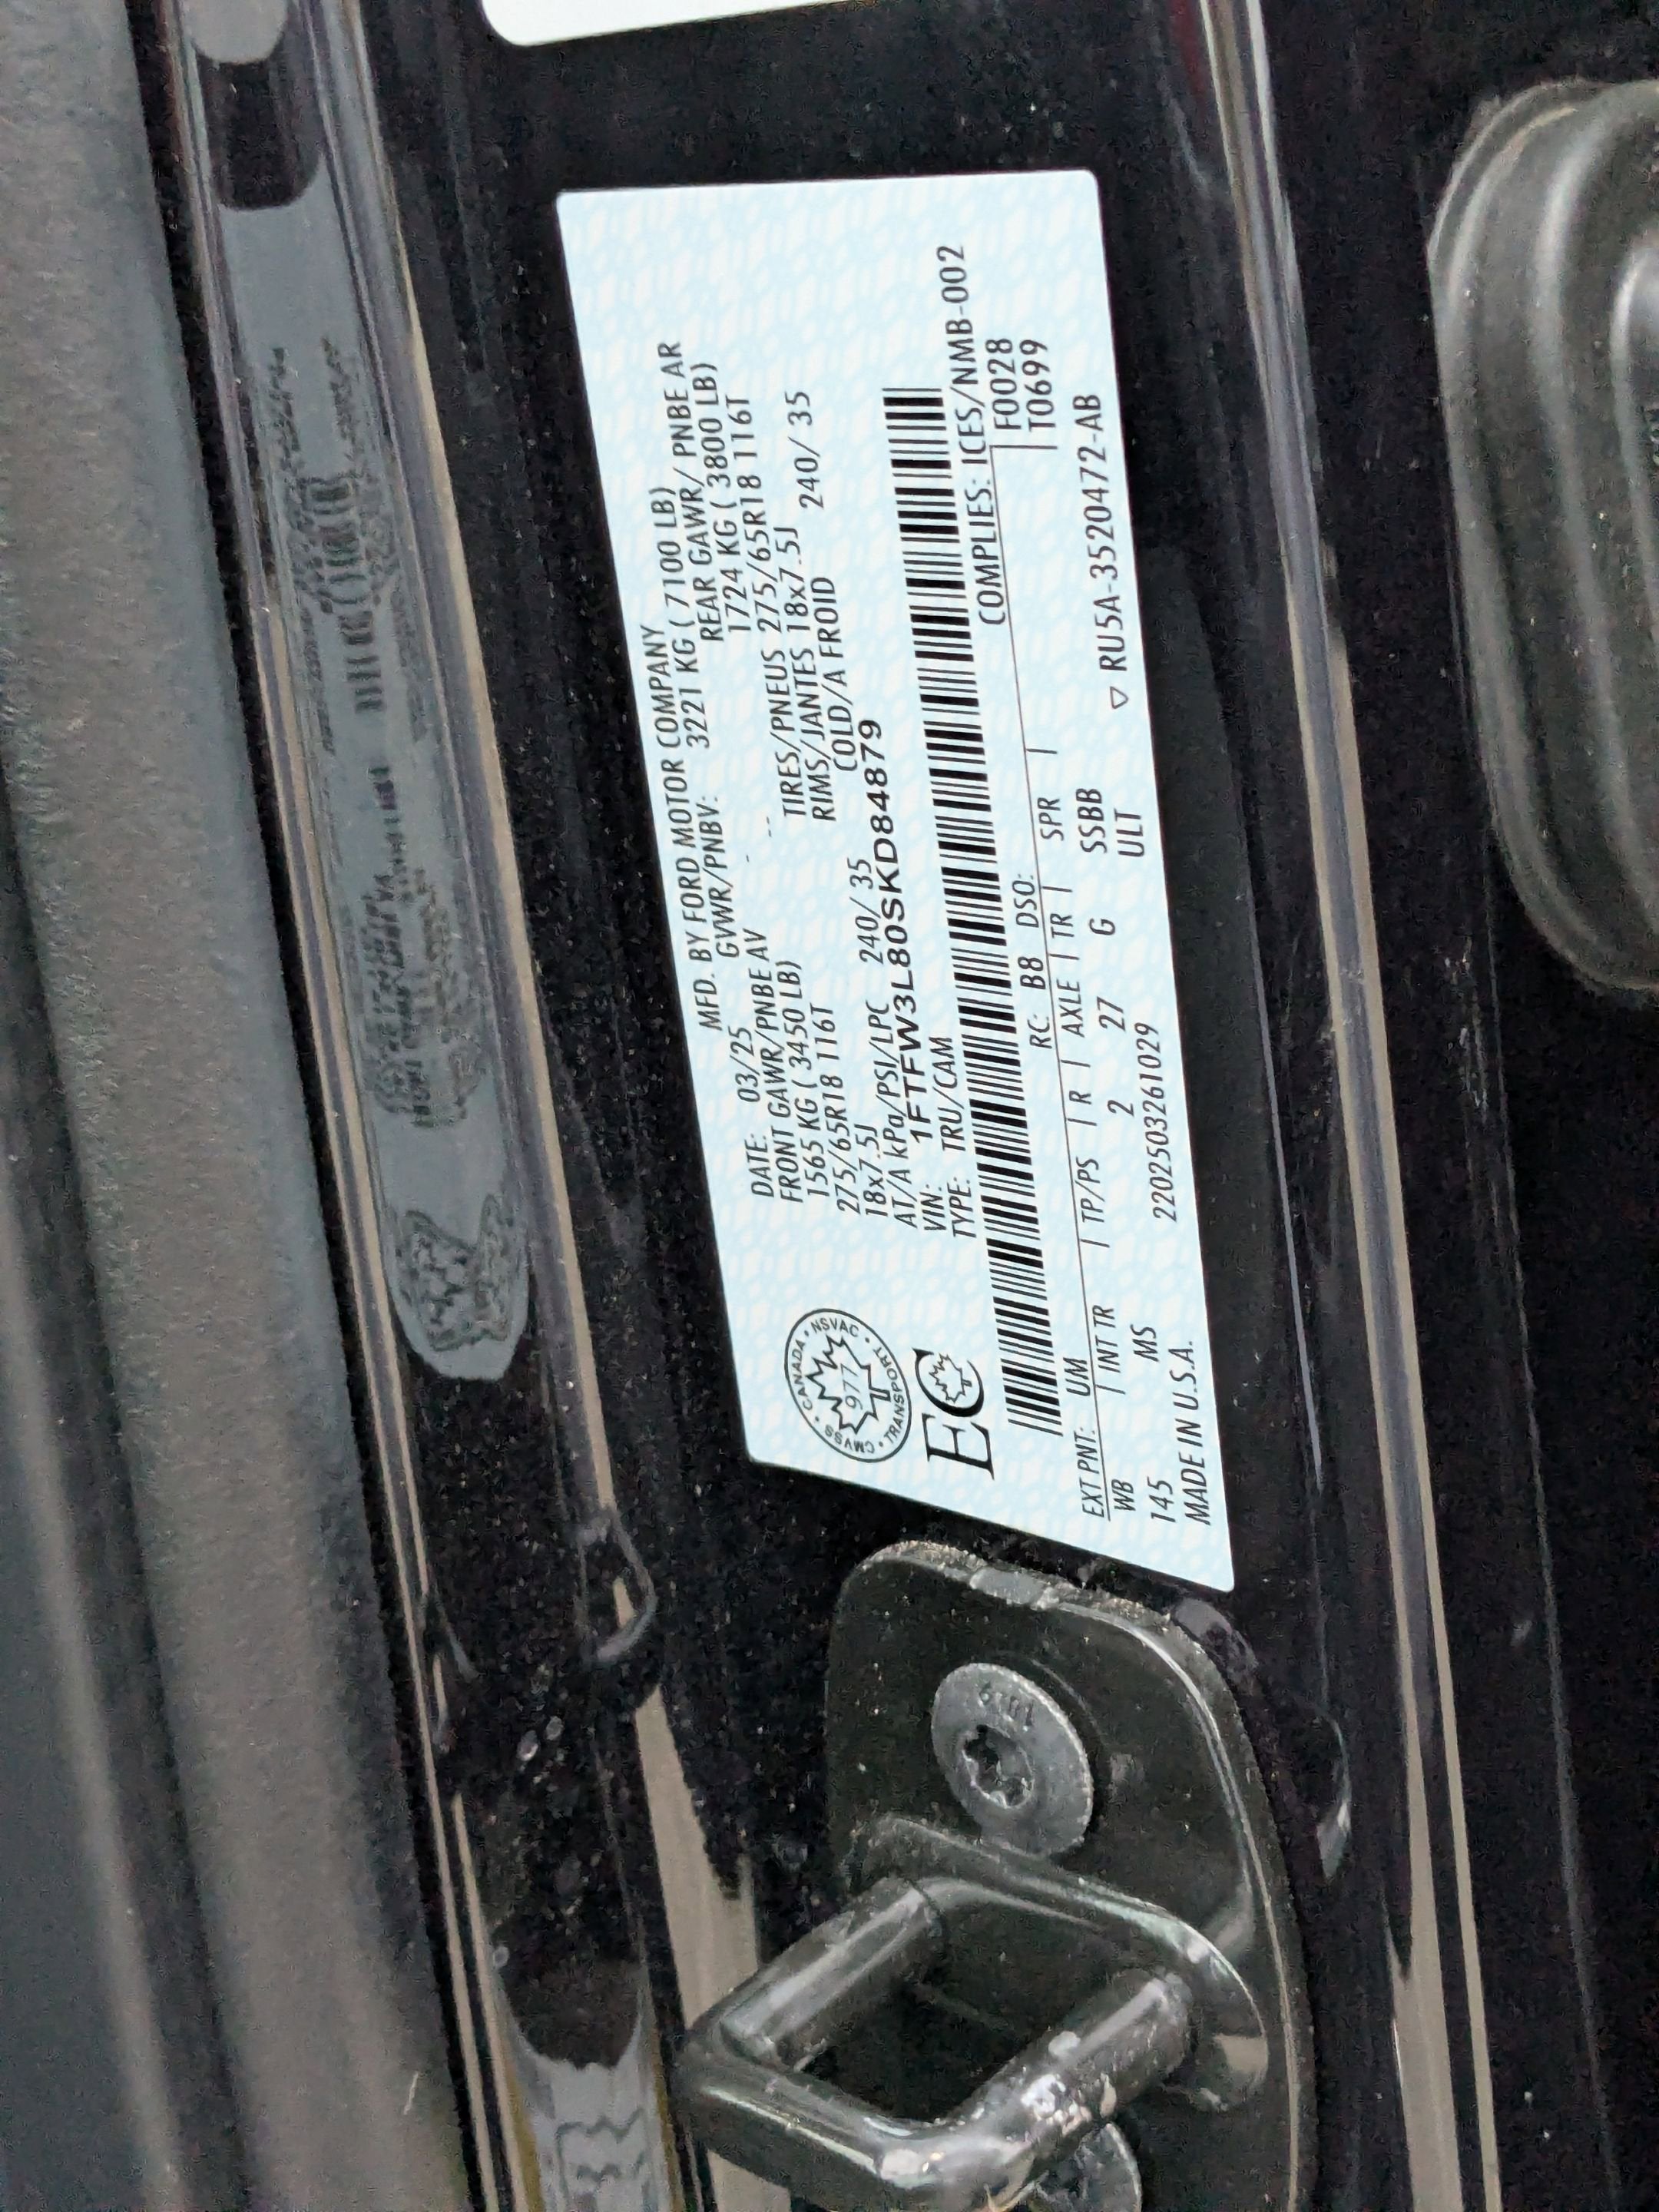 MFD. BY FORD MOTOR COMPANY
DATE: 03/25 GVWR/PNBV: 3221 KG ( 7100 LB)
FRONT GAWR/PNBE AV - -- REAR GAWR/ PNBE AR
1565 KG ( 3450 LB) 1724 KG ( 3800 LB)
275/65R18 116T TIRES/PNEUS 275/65R18 116T
18x7.5J RIMS/JANTES 18x7.5J
AT/A kPa/PSI/LPC 240/ 35 COLD/A FROID 240/ 35
VIN: 1FTFW3L80SKD84879
TYPE: TRU/CAM
CMVSS • CANADA • NSVAC • TRANSPORT •
9777
EC
COMPLIES: ICES/NMB-002
EXT PNT: UM RC: B8 DSO: F0028
WB | INT TR | TP/PS | R | AXLE | TR | SPR | T0699
145 MS 2 27 G SSBB
2202503261029 ULT
MADE IN U.S.A. ▽ RU5A-3520472-AB